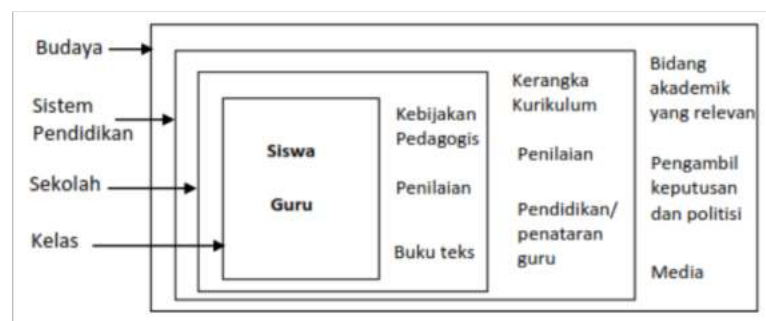 Budaya
Sistem
Pendidikan
Sekolah
Kelas
Siswa
Guru
Kebijakan
Pedagogis
Penilaian
Buku teks
Kerangka
Kurikulum
Penilaian
Pendidikan/
penataran
guru
Bidang
akademik
yang relevan
Pengambil
keputusan
dan politisi
Media